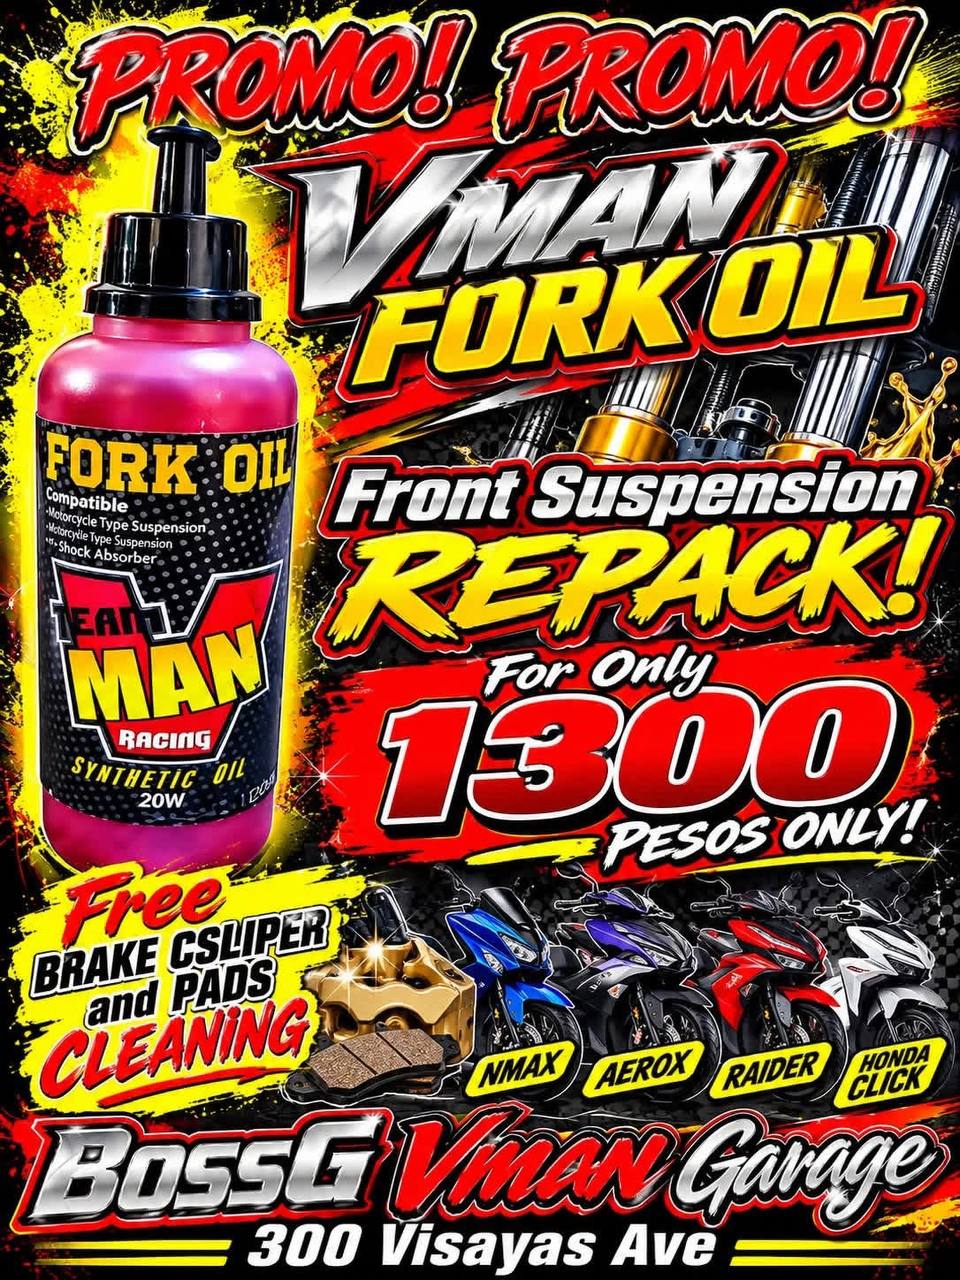 PROMO! PROMO!
VMAN
FORK OIL
Front Suspension
REPACK!
For Only
1300
PESOS ONLY!
FORK OIL
Compatible
Motorcycle Type Suspension
Motorcycle Type Suspension
Shock Absorber
TEAM
V
MAN
RACING
SYNTHETIC OIL
20W
Free
BRAKE CSLIPER
and PADS
CLEANING
NMAX
AEROX
RAIDER
HONDA
CLICK
BOSSG Vman Garage
300 Visayas Ave